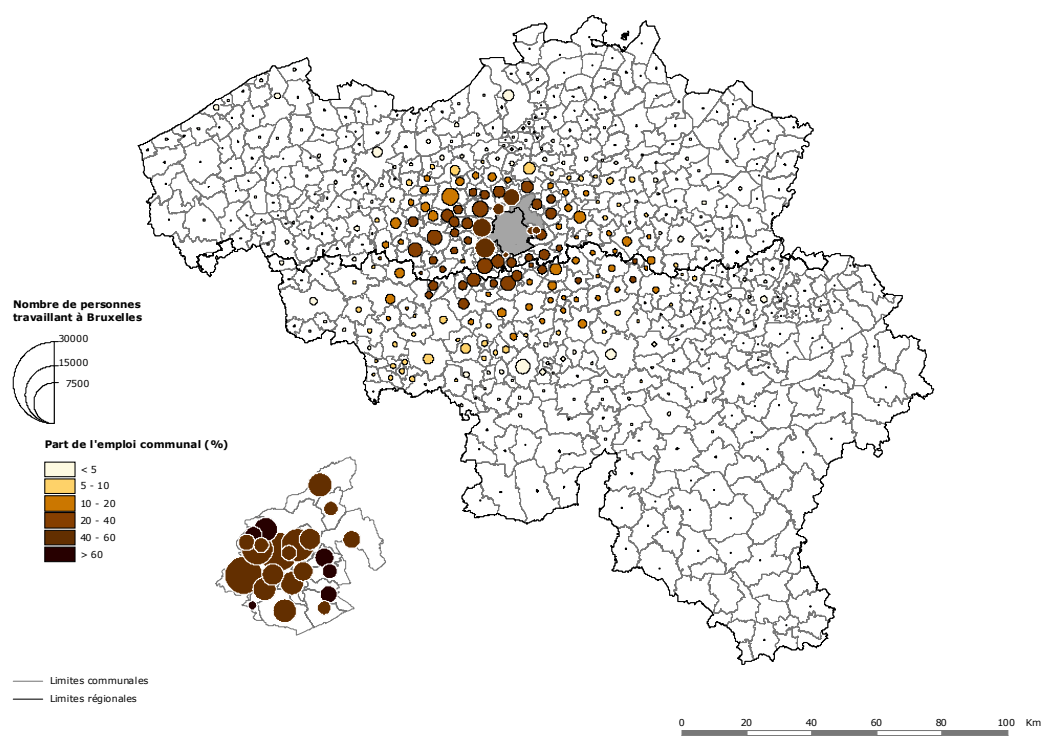 Nombre de personnes
travaillant à Bruxelles
30000
15000
7500
Part de l'emploi communal (%)
< 5
5 - 10
10 - 20
20 - 40
40 - 60
> 60
Limites communales
Limites régionales
0 20 40 60 80 100 Km